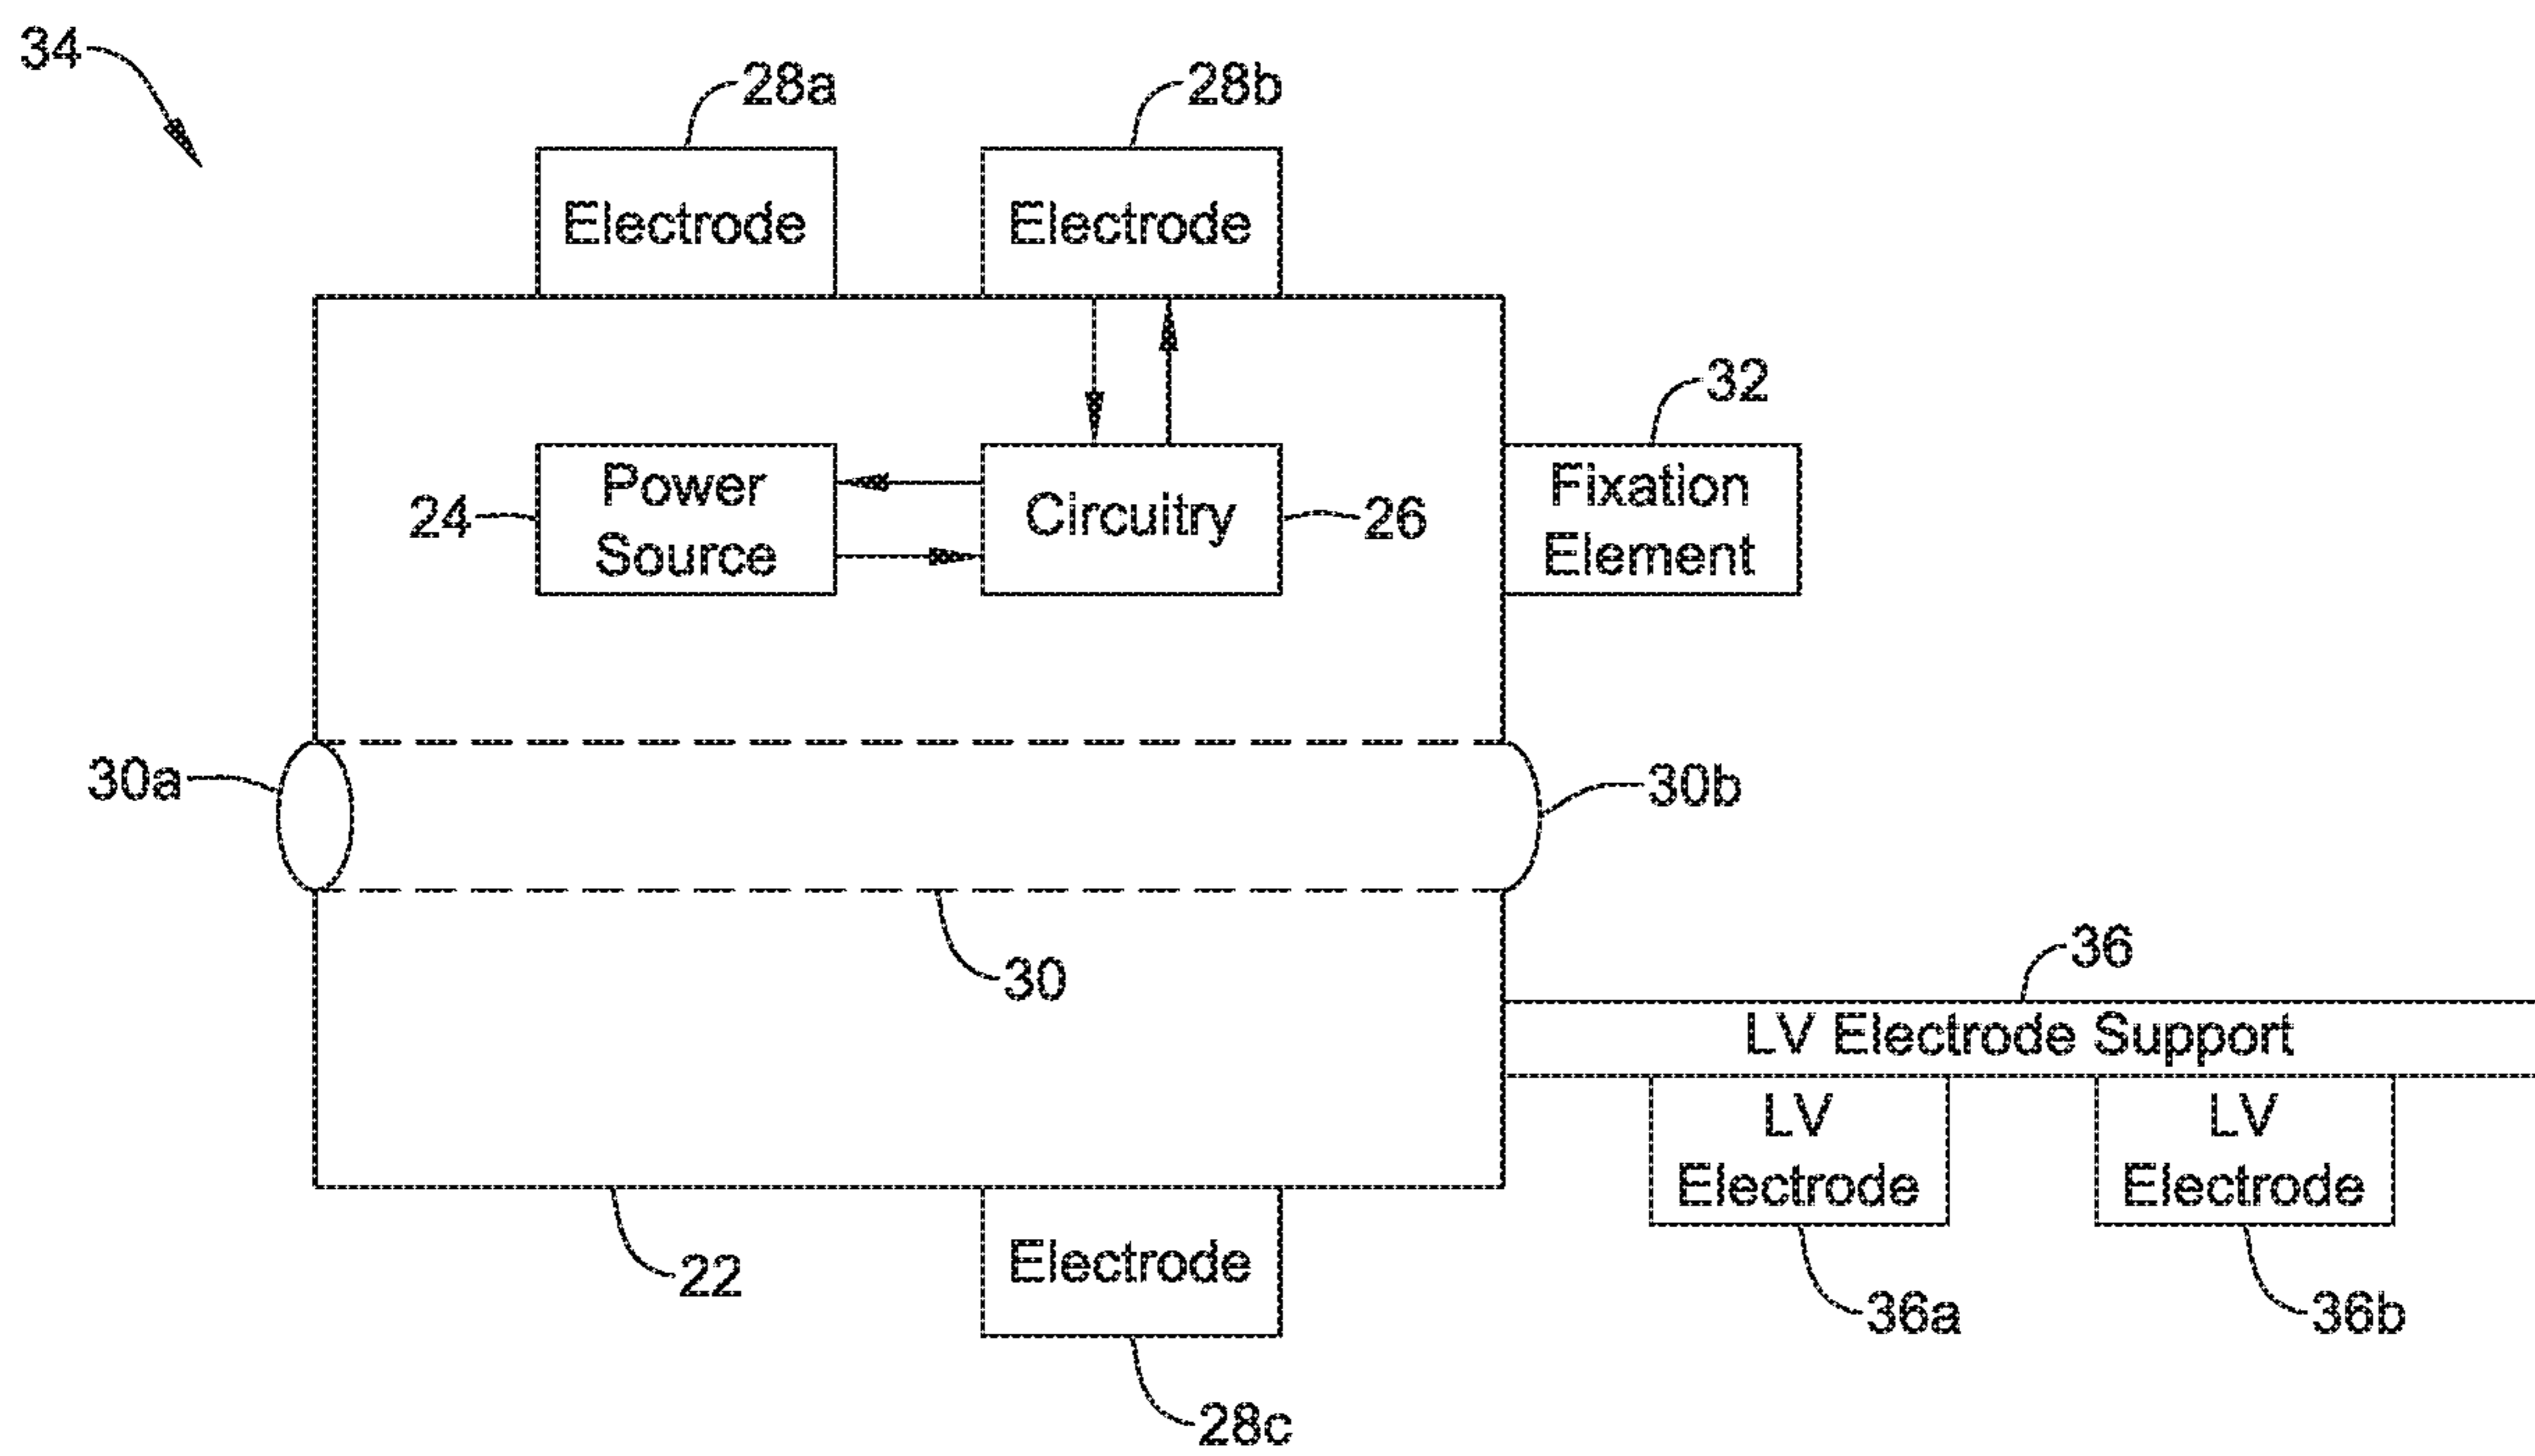 34
28a
28b
Electrode
Electrode
32
24
Power
Source
Circuitry
26
Fixation
Element
30a
30b
30
36
LV Electrode Support
LV
Electrode
LV
Electrode
22
Electrode
36a
36b
28c